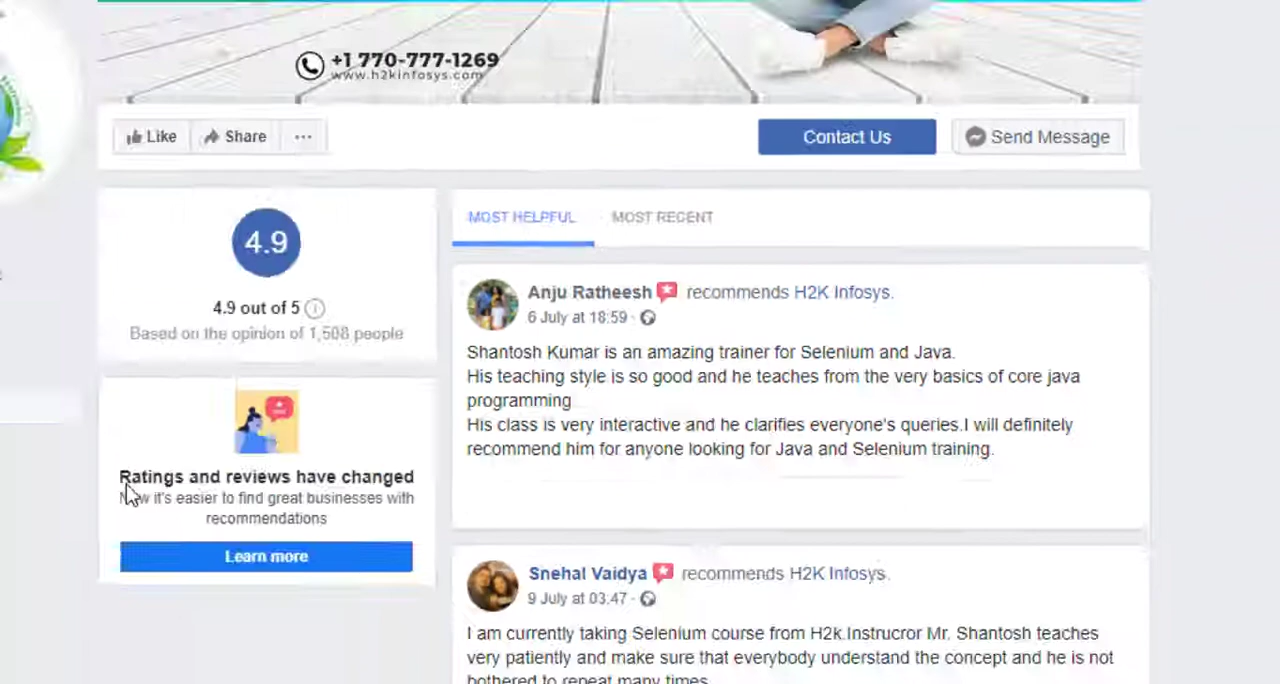 +1 770-777-1269
www.h2kinfosys.com
Like
Share
Contact Us
Send Message
4.9
4.9 out of 5
Based on the opinion of 1,508 people
Ratings and reviews have changed
Now it's easier to find great businesses with
recommendations
Learn more
MOST HELPFUL
MOST RECENT
Anju Ratheesh recommends H2K Infosys.
6 July at 18:59
Shantosh Kumar is an amazing trainer for Selenium and Java.
His teaching style is so good and he teaches from the very basics of core java
programming
His class is very interactive and he clarifies everyone's queries.I will definitely
recommend him for anyone looking for Java and Selenium training.
Snehal Vaidya recommends H2K Infosys.
9 July at 03:47
I am currently taking Selenium course from H2k.Instrucror Mr. Shantosh teaches
very patiently and make sure that everybody understand the concept and he is not
bothered to repeat many times